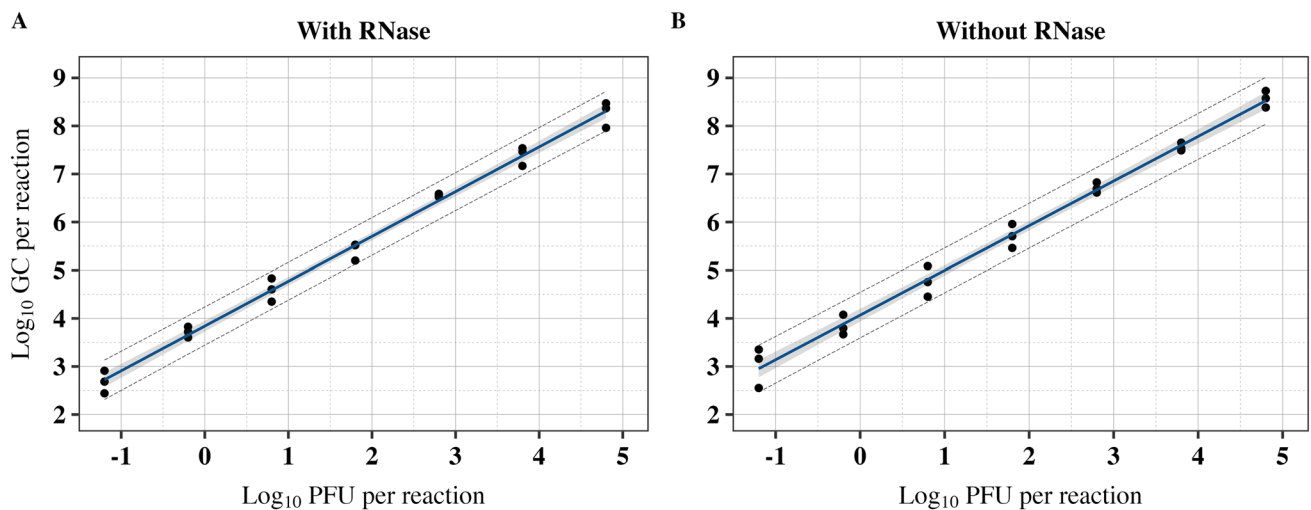 A
With RNase
9
8
7
6
5
4
3
2
Log₁₀ GC per reaction
-1 0 1 2 3 4 5
Log₁₀ PFU per reaction
B
Without RNase
9
8
7
6
5
4
3
2
-1 0 1 2 3 4 5
Log₁₀ PFU per reaction